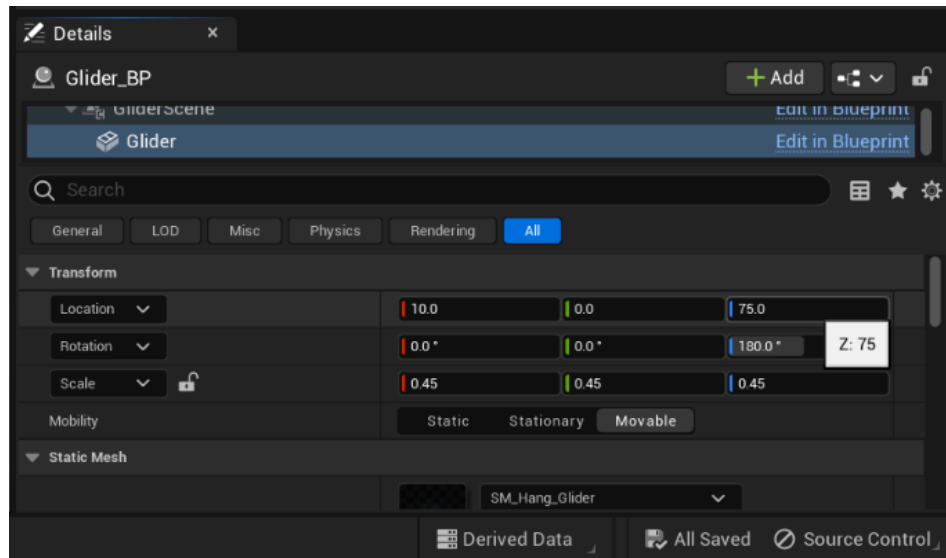 Details ×
Glider_BP
Add
GliderScene Edit in Blueprint
Glider Edit in Blueprint
Search
General LOD Misc Physics Rendering All
Transform
Location 10.0 0.0 75.0
Rotation 0.0 ° 0.0 ° 180.0 ° Z: 75
Scale 0.45 0.45 0.45
Mobility Static Stationary Movable
Static Mesh
SM_Hang_Glider
Derived Data All Saved Source Control